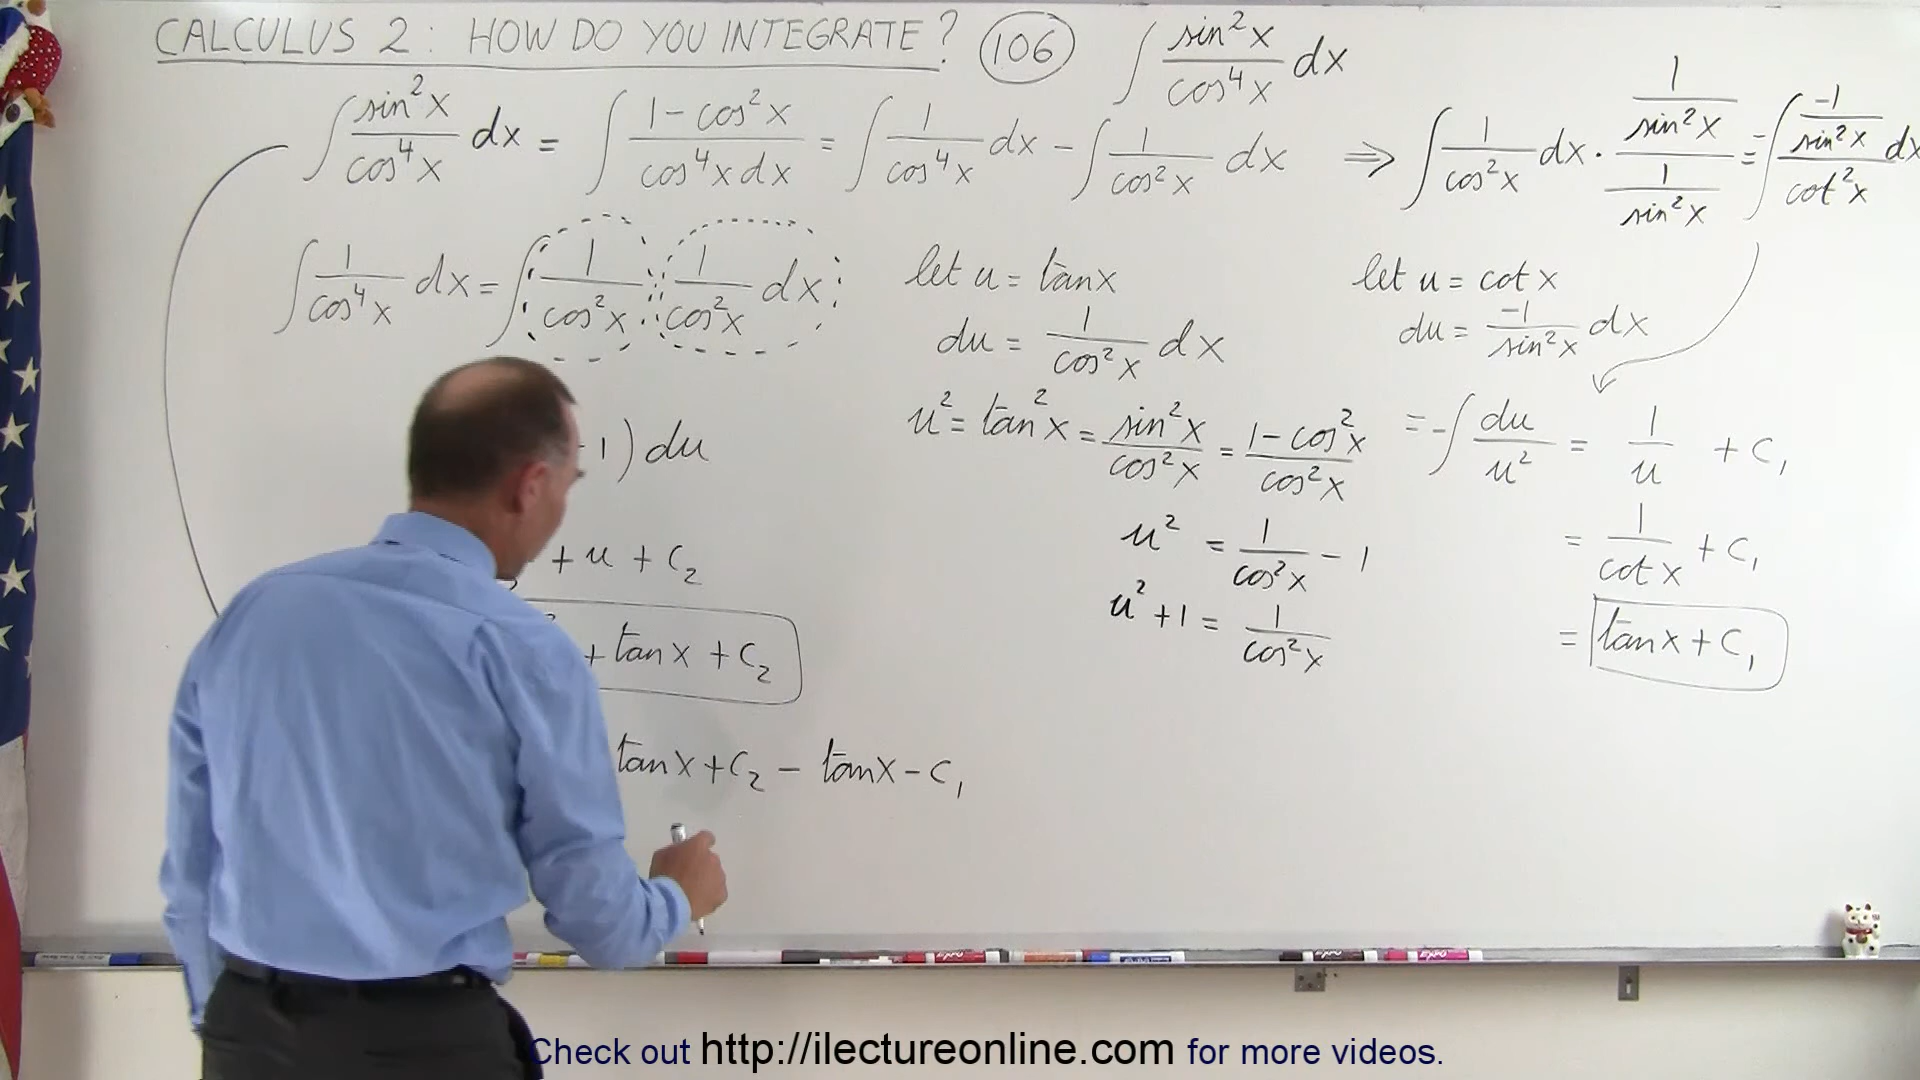 CALCULUS 2 : HOW DO YOU INTEGRATE ? 106 ∫ sin²x / cos⁴x dx
∫ sin²x / cos⁴x dx = ∫ 1 - cos²x / cos⁴x dx = ∫ 1 / cos⁴x dx - ∫ 1 / cos²x dx ⇒ ∫ 1 / cos²x dx · (1 / sin²x) / (1 / sin²x) = -∫ (-1 / sin²x dx) / cot²x
∫ 1 / cos⁴x dx = ∫ 1 / cos²x · 1 / cos²x dx
let u = tan x
du = 1 / cos²x dx
u² = tan²x = sin²x / cos²x = 1 - cos²x / cos²x
u² = 1 / cos²x - 1
u² + 1 = 1 / cos²x
let u = cot x
du = -1 / sin²x dx
= -∫ du / u² = 1 / u + C₁
= 1 / cot x + C₁
= tan x + C₁
1 ) du
+ u + C₂
+ tan x + C₂
tan x + C₂ - tan x - C₁
Check out http://ilectureonline.com for more videos.